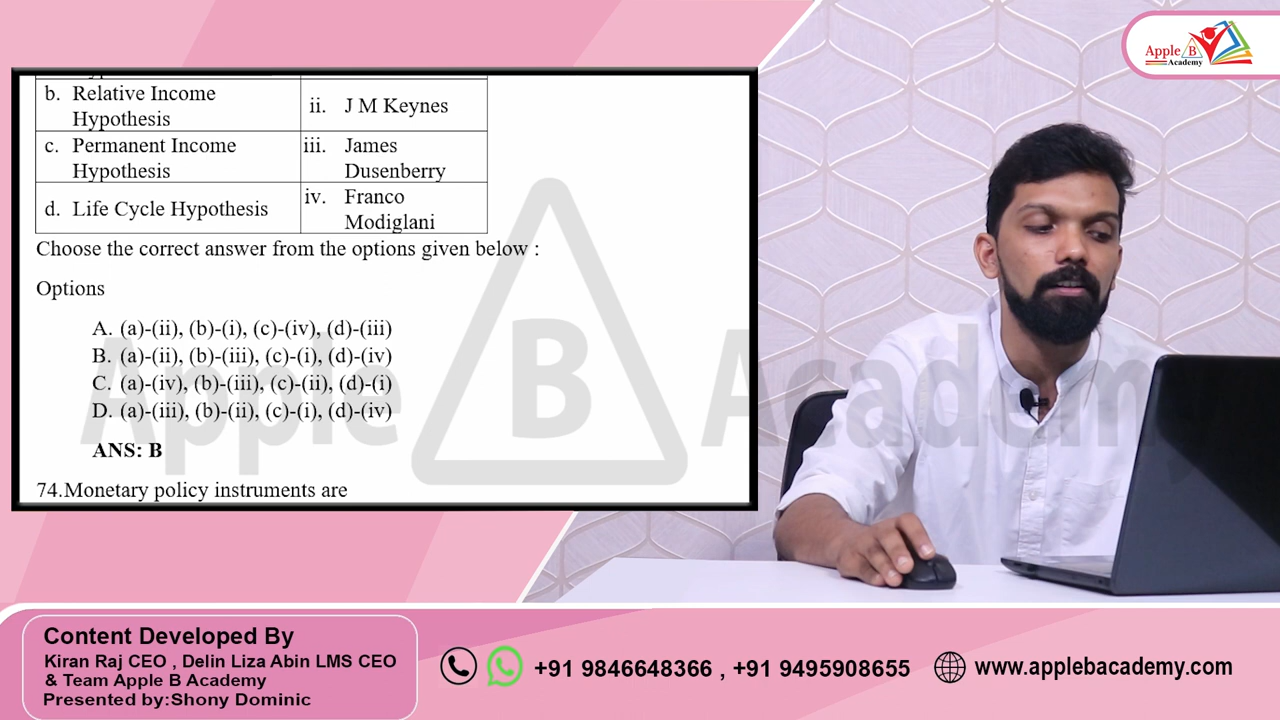 Apple B
Academy
b. Relative Income
Hypothesis
ii. J M Keynes
c. Permanent Income
Hypothesis
iii. James
Dusenberry
d. Life Cycle Hypothesis
iv. Franco
Modiglani
Choose the correct answer from the options given below :
Options
A. (a)-(ii), (b)-(i), (c)-(iv), (d)-(iii)
B. (a)-(ii), (b)-(iii), (c)-(i), (d)-(iv)
C. (a)-(iv), (b)-(iii), (c)-(ii), (d)-(i)
D. (a)-(iii), (b)-(ii), (c)-(i), (d)-(iv)
ANS: B
74.Monetary policy instruments are
Apple B Academy
Content Developed By
Kiran Raj CEO , Delin Liza Abin LMS CEO
& Team Apple B Academy
Presented by:Shony Dominic
+91 9846648366 , +91 9495908655
www.applebacademy.com